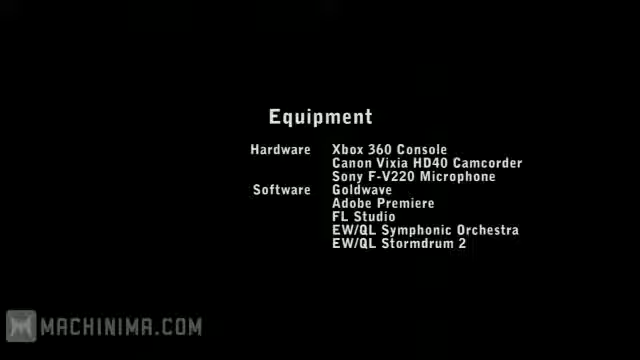 Equipment
Hardware Xbox 360 Console
Canon Vixia HD40 Camcorder
Sony F-V220 Microphone
Software Goldwave
Adobe Premiere
FL Studio
EW/QL Symphonic Orchestra
EW/QL Stormdrum 2
MACHINIMA.COM